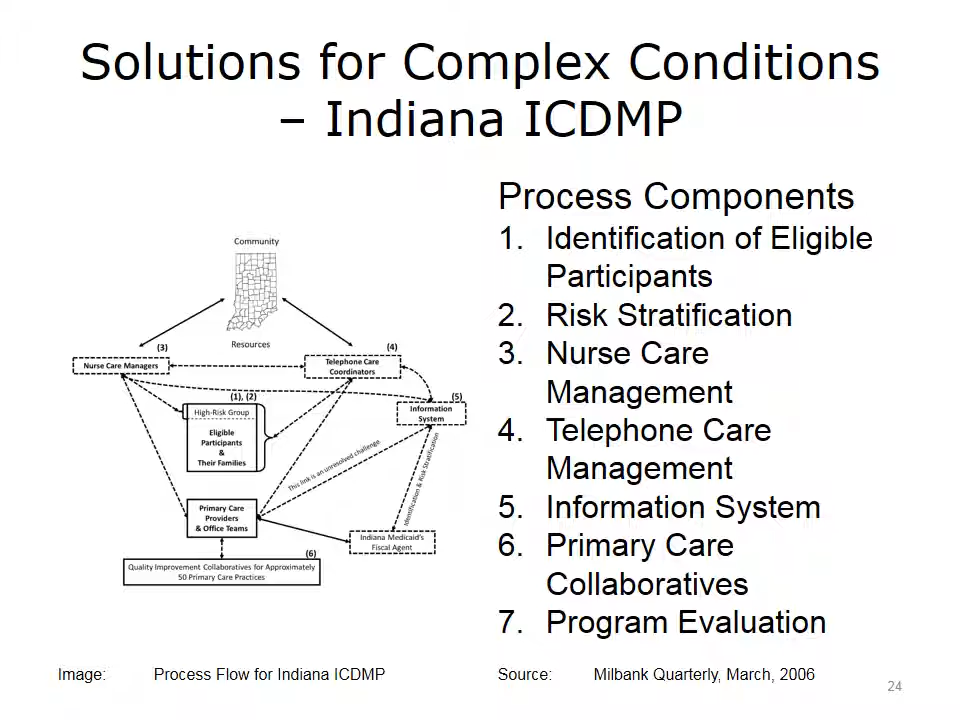 Solutions for Complex Conditions
– Indiana ICDMP
Community
Resources
(3)
Nurse Care Managers
(4)
Telephone Care
Coordinators
(5)
Information
System
(1), (2)
High-Risk Group
Eligible
Participants
&
Their Families
This link is an unresolved challenge.
Identification & Risk Stratification
Primary Care
Providers
& Office Teams
Indiana Medicaid's
Fiscal Agent
(6)
Quality Improvement Collaboratives for Approximately
50 Primary Care Practices
Process Components
1. Identification of Eligible
Participants
2. Risk Stratification
3. Nurse Care
Management
4. Telephone Care
Management
5. Information System
6. Primary Care
Collaboratives
7. Program Evaluation
Image: Process Flow for Indiana ICDMP
Source: Milbank Quarterly, March, 2006
24